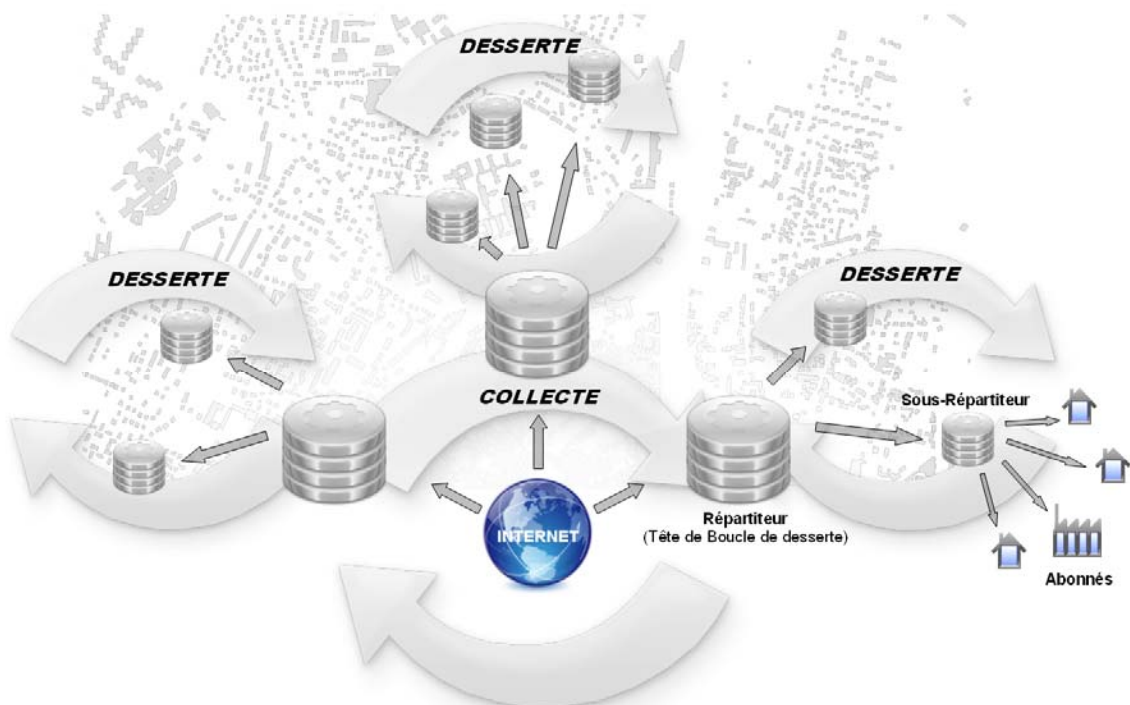 DESSERTE
DESSERTE
DESSERTE
COLLECTE
Sous-Répartiteur
INTERNET
Répartiteur
(Tête de Boucle de desserte)
Abonnés